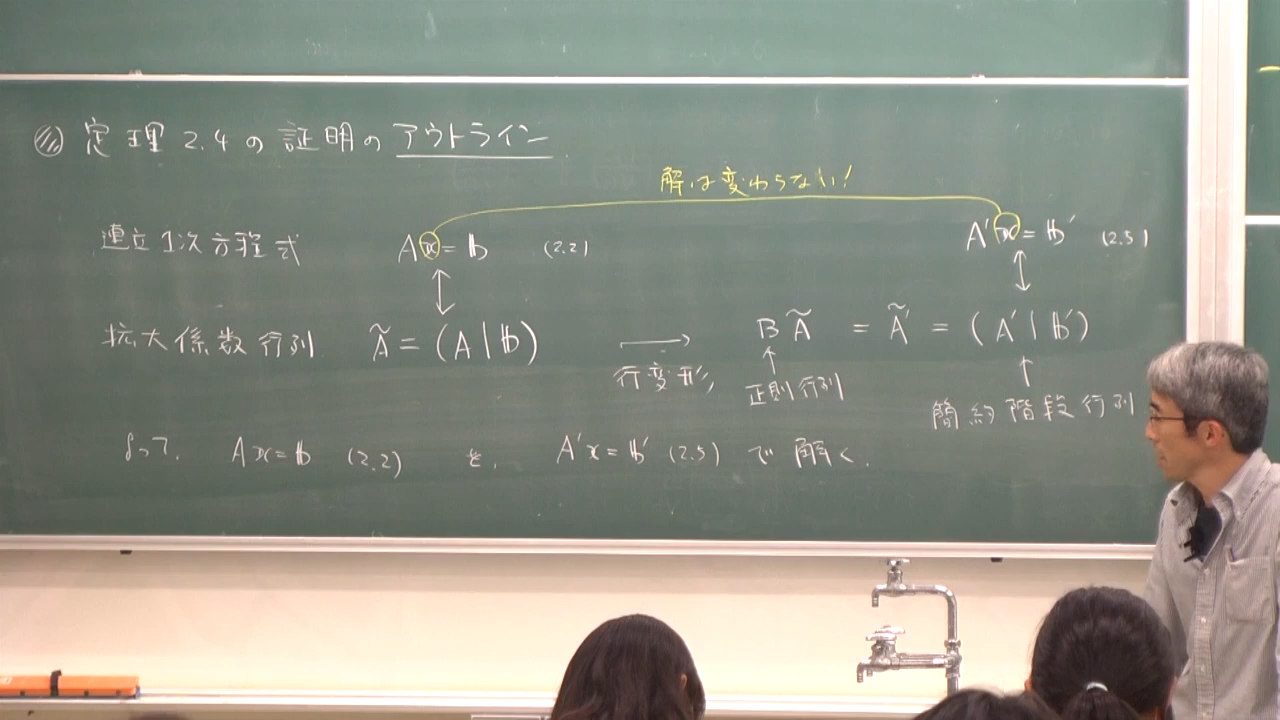 定理2.4の証明のアウトライン
解は変わらない!
連立1次方程式 A𝕩 = 𝕓 (2.2) A'𝕩 = 𝕓' (2.5)
拡大係数行列 Ã = (A | 𝕓) → BÃ = Ã' = (A' | 𝕓')
行変形 正則行列 簡約階段行列
よって、 A𝕩 = 𝕓 (2.2) を、 A'𝕩 = 𝕓' (2.5) で解く.